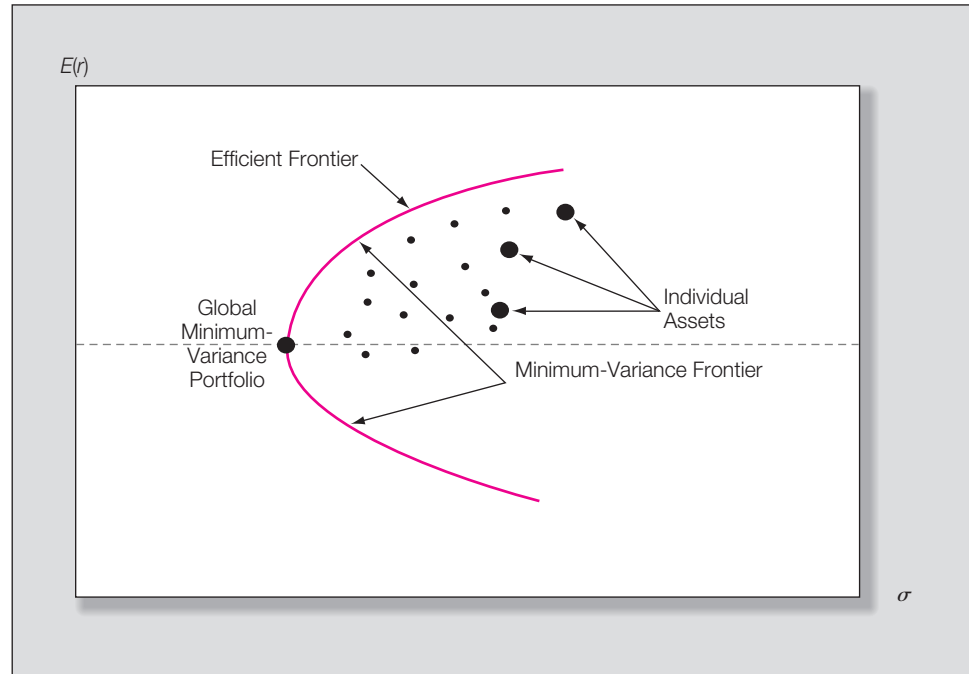 E(r)
Efficient Frontier
Global
Minimum-
Variance
Portfolio
Individual
Assets
Minimum-Variance Frontier
σ